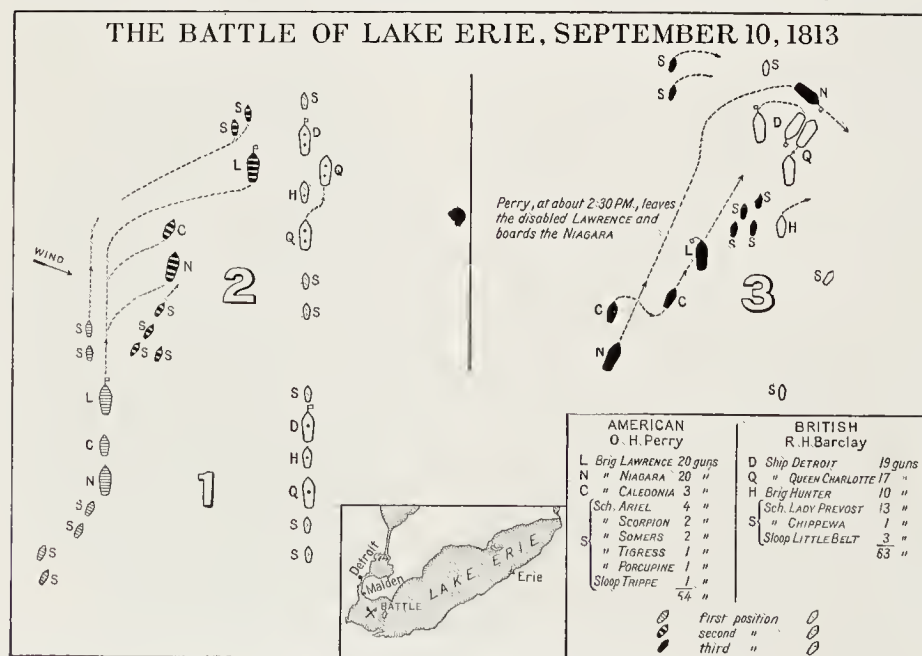 THE BATTLE OF LAKE ERIE, SEPTEMBER 10, 1813
S
S
L
C
N
WIND
2
S
S
S
S
S
S
S
D
Q
H
Q
S
S
L
C
N
S
S
S
S
1
S
D
H
Q
S
S
S
S
S
N
D
Q
Perry, at about 2:30 P.M., leaves
the disabled LAWRENCE and
boards the NIAGARA
S
S
S
S
H
L
C
C
N
3
S
S
Detroit
Malden
BATTLE
LAKE ERIE
Erie
AMERICAN
O.H. Perry
L Brig LAWRENCE 20 guns
N " NIAGARA 20 "
C " CALEDONIA 3 "
S
Sch. ARIEL 4 "
" SCORPION 2 "
" SOMERS 2 "
" TIGRESS 1 "
" PORCUPINE 1 "
Sloop TRIPPE 1 "
54 "
BRITISH
R.H. Barclay
D Ship DETROIT 19 guns
Q " QUEEN CHARLOTTE 17 "
H Brig HUNTER 10 "
S
Sch. LADY PREVOST 13 "
" CHIPPEWA 1 "
Sloop LITTLE BELT 3 "
63 "
first position
second "
third "